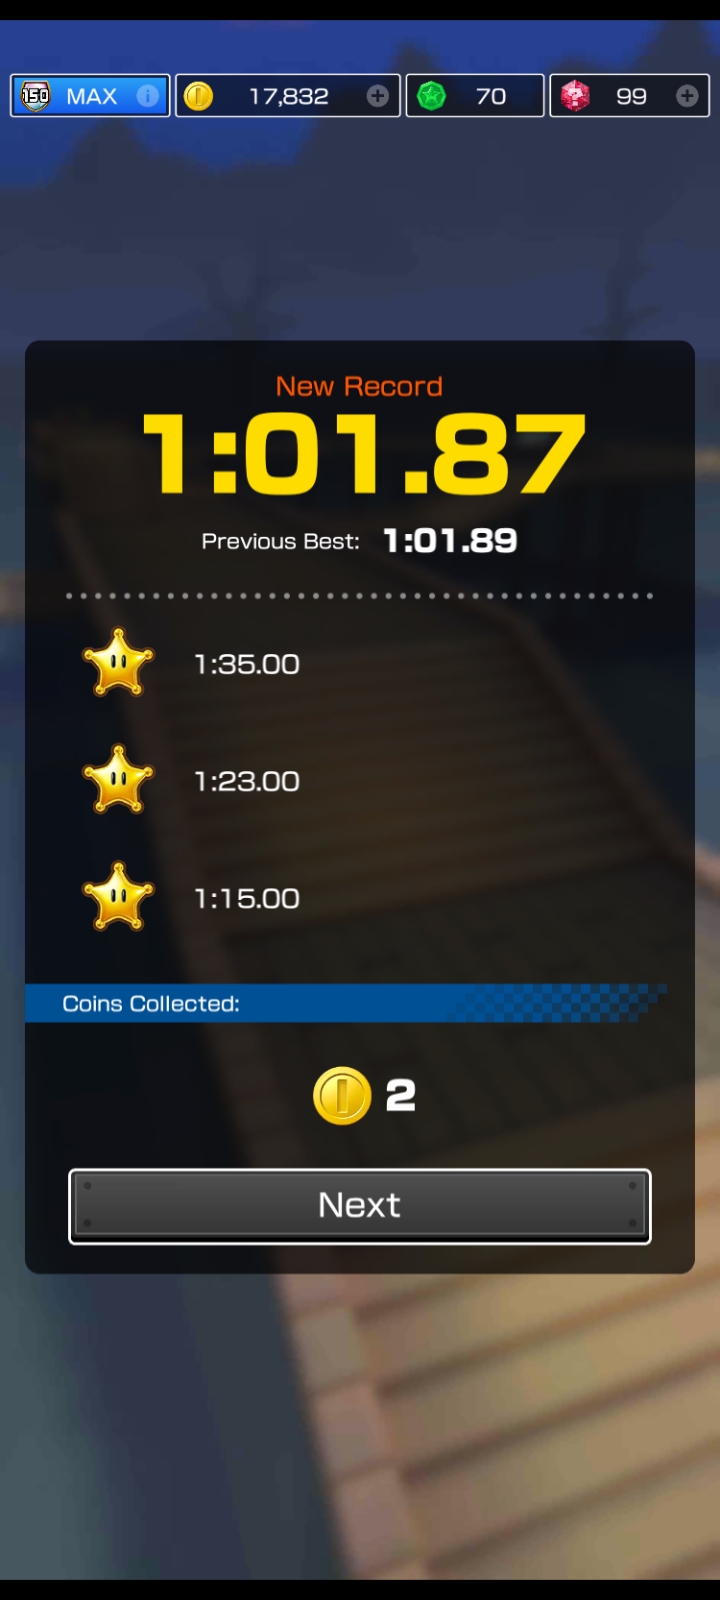 150 MAX i 17,832 + 70 ? 99 +
New Record
1:01.87
Previous Best: 1:01.89
1:35.00
1:23.00
1:15.00
Coins Collected:
2
Next